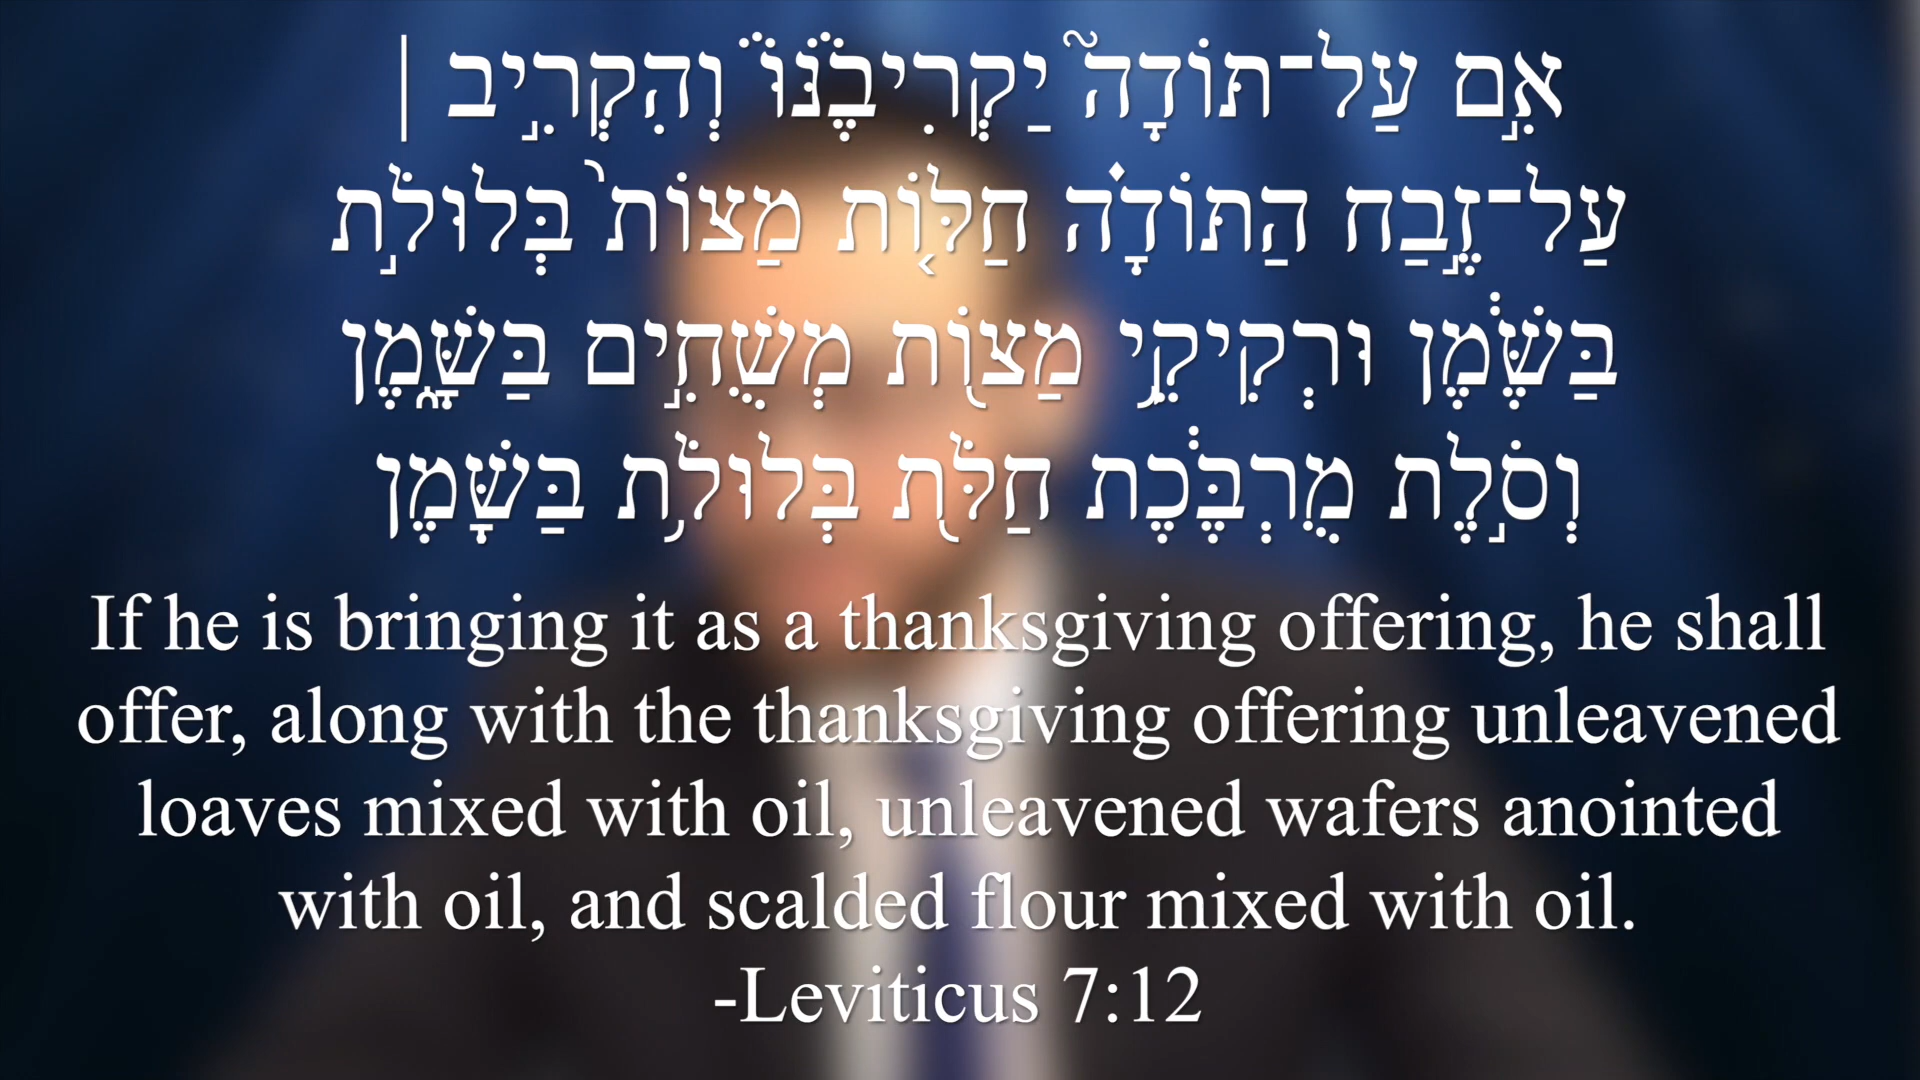 אִ֣ם עַל־תּוֹדָה֮ יַקְרִיבֶ֒נּוּ֒ וְהִקְרִ֣יב ׀
עַל־זֶ֣בַח הַתּוֹדָ֗ה חַלּ֤וֹת מַצּוֹת֙ בְּלוּלֹ֣ת
בַּשֶּׁ֔מֶן וּרְקִיקֵ֥י מַצּ֖וֹת מְשֻׁחִ֣ים בַּשָּׁ֑מֶן
וְסֹ֣לֶת מֻרְבֶּ֔כֶת חַלֹּ֖ת בְּלוּלֹ֥ת בַּשָּׁמֶן
If he is bringing it as a thanksgiving offering, he shall
offer, along with the thanksgiving offering unleavened
loaves mixed with oil, unleavened wafers anointed
with oil, and scalded flour mixed with oil.
-Leviticus 7:12